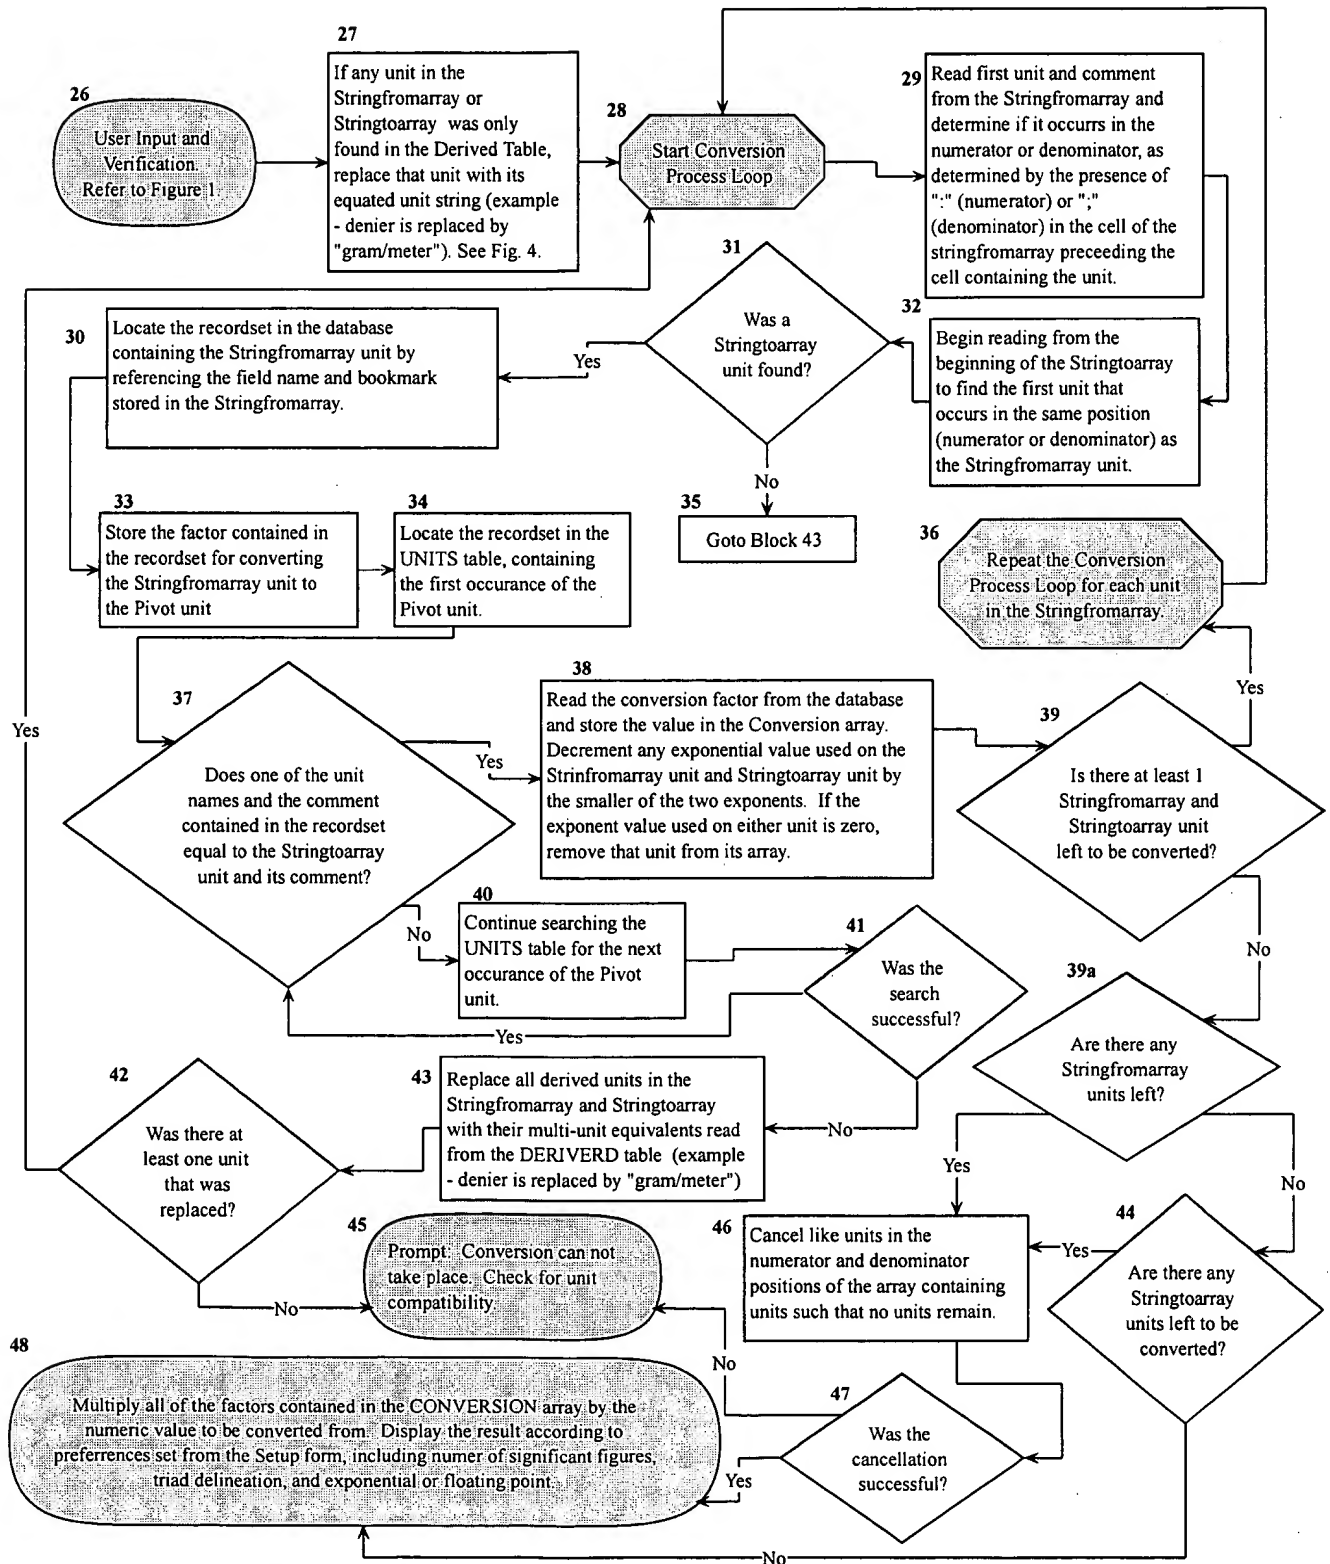 26
User Input and
Verification.
Refer to Figure 1.
27
If any unit in the
Stringfromarray or
Stringtoarray was only
found in the Derived Table,
replace that unit with its
equated unit string (example
- denier is replaced by
"gram/meter"). See Fig. 4.
28
Start Conversion
Process Loop
29
Read first unit and comment
from the Stringfromarray and
determine if it occurrs in the
numerator or denominator, as
determined by the presence of
":" (numerator) or ";"
(denominator) in the cell of the
stringfromarray preceeding the
cell containing the unit.
30
Locate the recordset in the database
containing the Stringfromarray unit by
referencing the field name and bookmark
stored in the Stringfromarray.
31
Was a
Stringtoarray
unit found?
Yes
No
32
Begin reading from the
beginning of the Stringtoarray
to find the first unit that
occurs in the same position
(numerator or denominator) as
the Stringfromarray unit.
33
Store the factor contained in
the recordset for converting
the Stringfromarray unit to
the Pivot unit
34
Locate the recordset in the
UNITS table, containing
the first occurance of the
Pivot unit.
35
Goto Block 43
36
Repeat the Conversion
Process Loop for each unit
in the Stringfromarray.
37
Does one of the unit
names and the comment
contained in the recordset
equal to the Stringtoarray
unit and its comment?
Yes
No
38
Read the conversion factor from the database
and store the value in the Conversion array.
Decrement any exponential value used on the
Strinfromarray unit and Stringtoarray unit by
the smaller of the two exponents. If the
exponent value used on either unit is zero,
remove that unit from its array.
39
Is there at least 1
Stringfromarray and
Stringtoarray unit
left to be converted?
Yes
No
40
Continue searching the
UNITS table for the next
occurance of the Pivot
unit.
41
Was the
search
successful?
Yes
No
39a
Are there any
Stringfromarray
units left?
Yes
No
42
Was there at
least one unit
that was
replaced?
Yes
No
43
Replace all derived units in the
Stringfromarray and Stringtoarray
with their multi-unit equivalents read
from the DERIVERD table (example
- denier is replaced by "gram/meter")
44
Are there any
Stringtoarray
units left to be
converted?
Yes
No
45
Prompt: Conversion can not
take place. Check for unit
compatibility.
46
Cancel like units in the
numerator and denominator
positions of the array containing
units such that no units remain.
47
Was the
cancellation
successful?
No
Yes
48
Multiply all of the factors contained in the CONVERSION array by the
numeric value to be converted from. Display the result according to
preferrences set from the Setup form, including numer of significant figures,
triad delineation, and exponential or floating point.